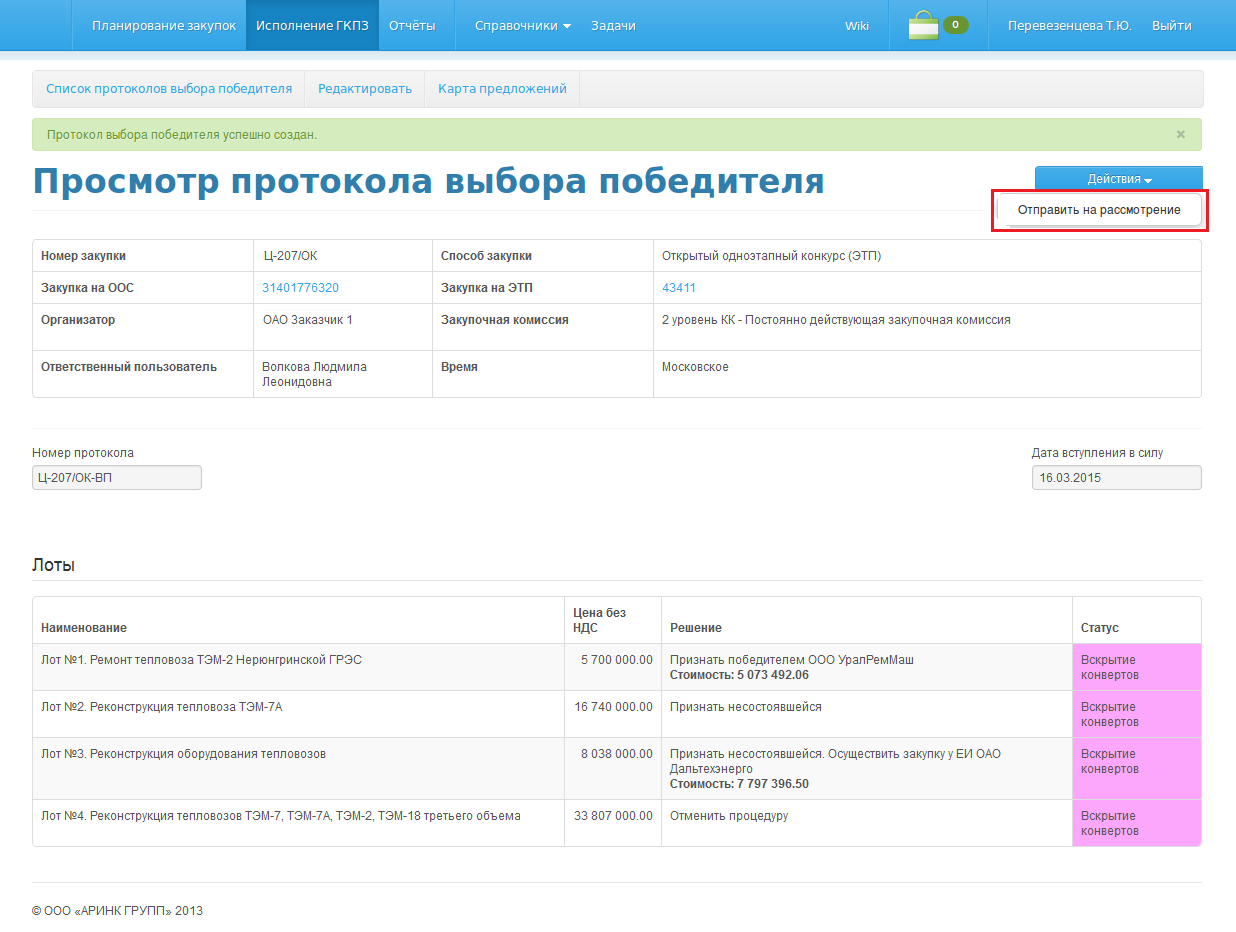 Планирование закупок Исполнение ГКПЗ Отчёты Справочники Задачи Wiki 0 Перевезенцева Т.Ю. Выйти
Список протоколов выбора победителя Редактировать Карта предложений
Протокол выбора победителя успешно создан. ×
Просмотр протокола выбора победителя
Действия
Отправить на рассмотрение
Номер закупки Ц-207/ОК Способ закупки Открытый одноэтапный конкурс (ЭТП)
Закупка на ООС 31401776320 Закупка на ЭТП 43411
Организатор ОАО Заказчик 1 Закупочная комиссия 2 уровень КК - Постоянно действующая закупочная комиссия
Ответственный пользователь Волкова Людмила Время Московское
Леонидовна
Номер протокола Дата вступления в силу
Ц-207/ОК-ВП 16.03.2015
Лоты
Цена без
Наименование НДС Решение Статус
Лот №1. Ремонт тепловоза ТЭМ-2 Нерюнгринской ГРЭС 5 700 000.00 Признать победителем ООО УралРемМаш Вскрытие
Стоимость: 5 073 492.06 конвертов
Лот №2. Реконструкция тепловоза ТЭМ-7А 16 740 000.00 Признать несостоявшейся Вскрытие
конвертов
Лот №3. Реконструкция оборудования тепловозов 8 038 000.00 Признать несостоявшейся. Осуществить закупку у ЕИ ОАО Вскрытие
Дальтехэнерго конвертов
Стоимость: 7 797 396.50
Лот №4. Реконструкция тепловозов ТЭМ-7, ТЭМ-7А, ТЭМ-2, ТЭМ-18 третьего объема 33 807 000.00 Отменить процедуру Вскрытие
конвертов
© ООО «АРИНК ГРУПП» 2013